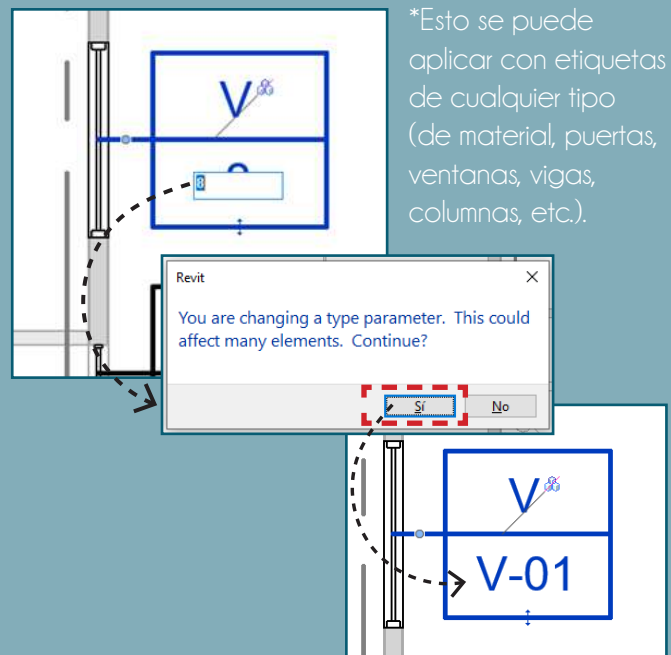 *Esto se puede
aplicar con etiquetas
de cualquier tipo
(de material, puertas,
ventanas, vigas,
columnas, etc.).
V
8
Revit
You are changing a type parameter. This could
affect many elements. Continue?
Sí
No
V
V-01